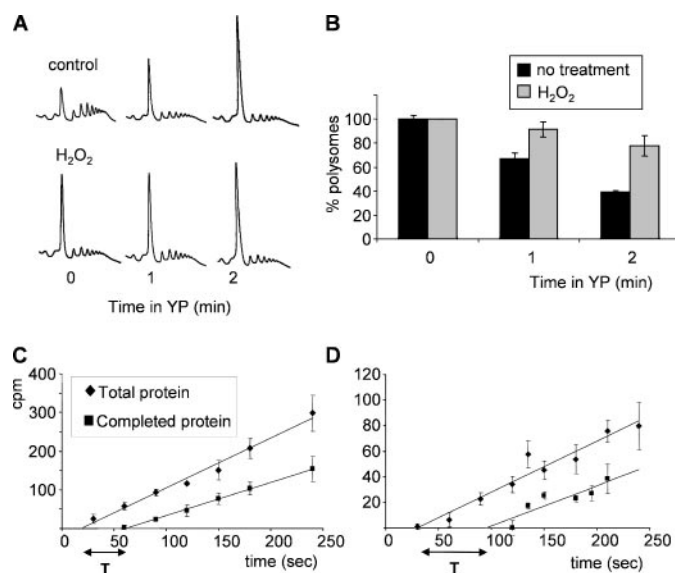 A
control
H₂O₂
0 1 2
Time in YP (min)
B
no treatment
H₂O₂
% polysomes
100
80
60
40
20
0
0 1 2
Time in YP (min)
C
cpm
400
300
200
100
Total protein
Completed protein
0 50 100 150 200 250
T
time (sec)
D
120
100
80
60
40
20
0 50 100 150 200 250
T
time (sec)